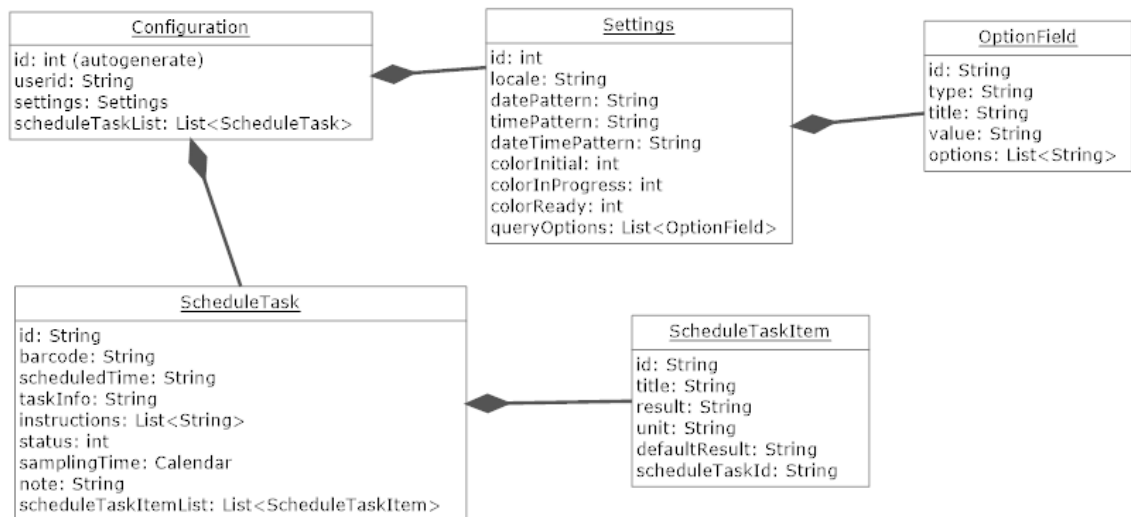 Configuration
id: int (autogenerate)
userid: String
settings: Settings
scheduleTaskList: List<ScheduleTask>
Settings
id: int
locale: String
datePattern: String
timePattern: String
dateTimePattern: String
colorInitial: int
colorInProgress: int
colorReady: int
queryOptions: List<OptionField>
OptionField
id: String
type: String
title: String
value: String
options: List<String>
ScheduleTask
id: String
barcode: String
scheduledTime: String
taskInfo: String
instructions: List<String>
status: int
samplingTime: Calendar
note: String
scheduleTaskItemList: List<ScheduleTaskItem>
ScheduleTaskItem
id: String
title: String
result: String
unit: String
defaultResult: String
scheduleTaskId: String